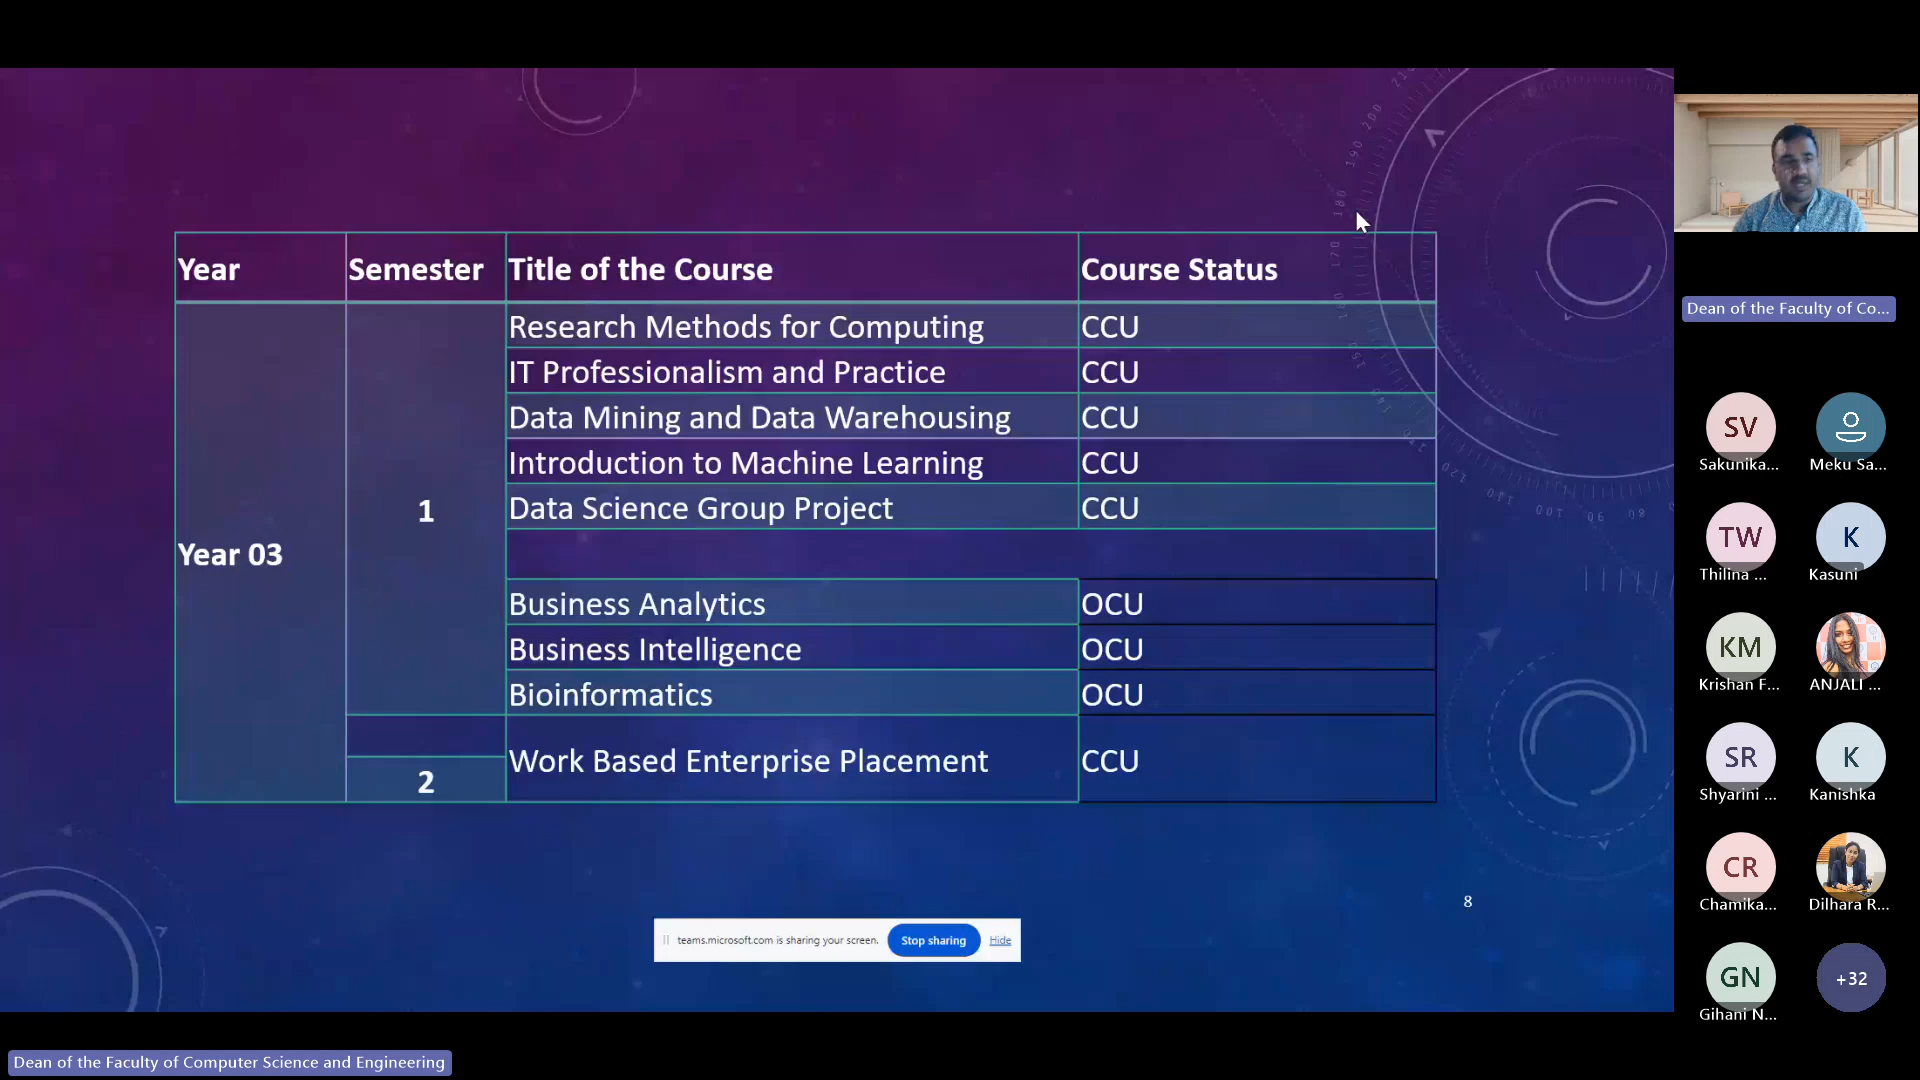 Year Semester Title of the Course Course Status
Year 03
1
Research Methods for Computing CCU
IT Professionalism and Practice CCU
Data Mining and Data Warehousing CCU
Introduction to Machine Learning CCU
Data Science Group Project CCU
Business Analytics OCU
Business Intelligence OCU
Bioinformatics OCU
2
Work Based Enterprise Placement CCU
8
teams.microsoft.com is sharing your screen. Stop sharing Hide
Dean of the Faculty of Computer Science and Engineering
Dean of the Faculty of Co...
SV
Sakunika... Meku Sa...
TW K
Thilina ... Kasuni
KM
Krishan F... ANJALI ...
SR K
Shyarini ... Kanishka
CR
Chamika... Dilhara R...
GN +32
Gihani N...